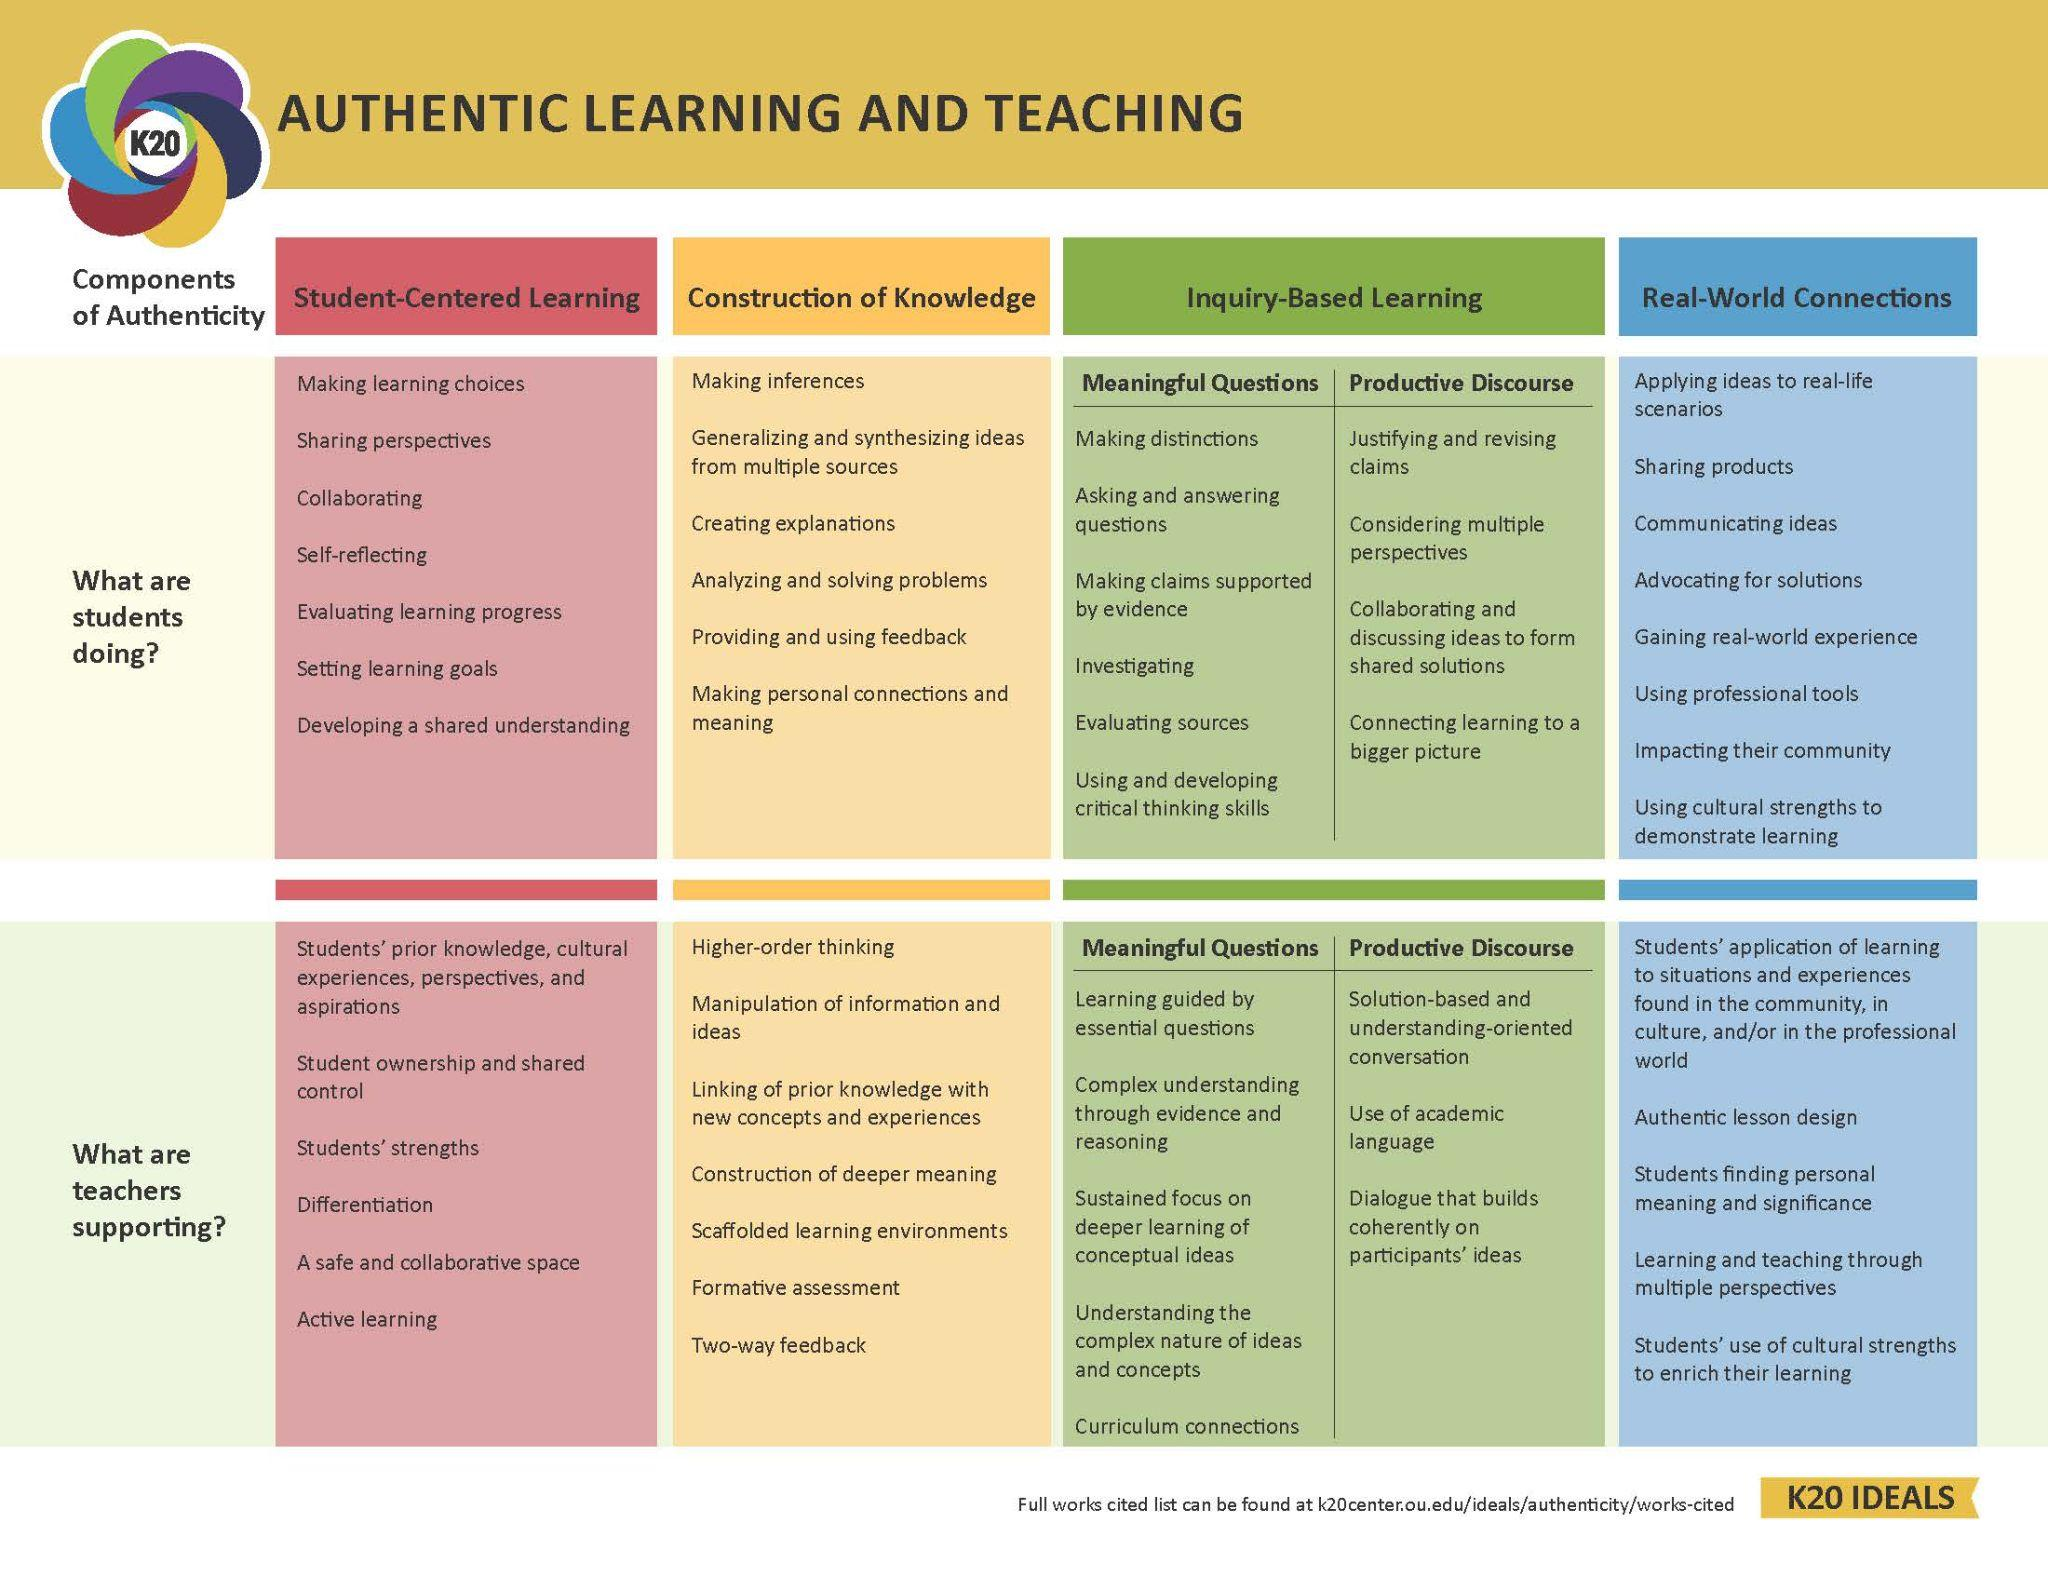 K20
AUTHENTIC LEARNING AND TEACHING
Components
of Authenticity
Student-Centered Learning
Construction of Knowledge
Inquiry-Based Learning
Real-World Connections
What are
students
doing?
Making learning choices
Sharing perspectives
Collaborating
Self-reflecting
Evaluating learning progress
Setting learning goals
Developing a shared understanding
Making inferences
Generalizing and synthesizing ideas
from multiple sources
Creating explanations
Analyzing and solving problems
Providing and using feedback
Making personal connections and
meaning
Meaningful Questions
Making distinctions
Asking and answering
questions
Making claims supported
by evidence
Investigating
Evaluating sources
Using and developing
critical thinking skills
Productive Discourse
Justifying and revising
claims
Considering multiple
perspectives
Collaborating and
discussing ideas to form
shared solutions
Connecting learning to a
bigger picture
Applying ideas to real-life
scenarios
Sharing products
Communicating ideas
Advocating for solutions
Gaining real-world experience
Using professional tools
Impacting their community
Using cultural strengths to
demonstrate learning
What are
teachers
supporting?
Students’ prior knowledge, cultural
experiences, perspectives, and
aspirations
Student ownership and shared
control
Students’ strengths
Differentiation
A safe and collaborative space
Active learning
Higher-order thinking
Manipulation of information and
ideas
Linking of prior knowledge with
new concepts and experiences
Construction of deeper meaning
Scaffolded learning environments
Formative assessment
Two-way feedback
Meaningful Questions
Learning guided by
essential questions
Complex understanding
through evidence and
reasoning
Sustained focus on
deeper learning of
conceptual ideas
Understanding the
complex nature of ideas
and concepts
Curriculum connections
Productive Discourse
Solution-based and
understanding-oriented
conversation
Use of academic
language
Dialogue that builds
coherently on
participants’ ideas
Students’ application of learning
to situations and experiences
found in the community, in
culture, and/or in the professional
world
Authentic lesson design
Students finding personal
meaning and significance
Learning and teaching through
multiple perspectives
Students’ use of cultural strengths
to enrich their learning
Full works cited list can be found at k20center.ou.edu/ideals/authenticity/works-cited
K20 IDEALS